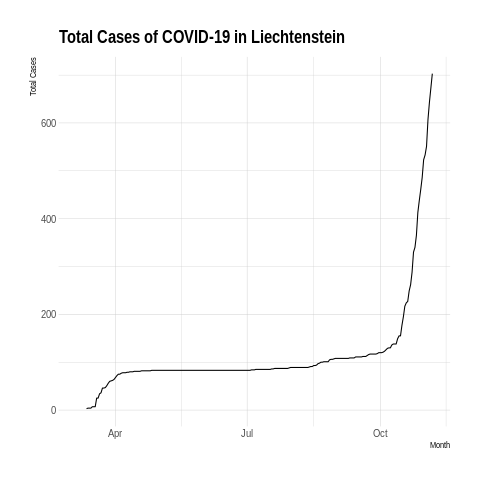 Total Cases of COVID-19 in Liechtenstein
Total Cases
600
400
200
0
Apr Jul Oct
Month